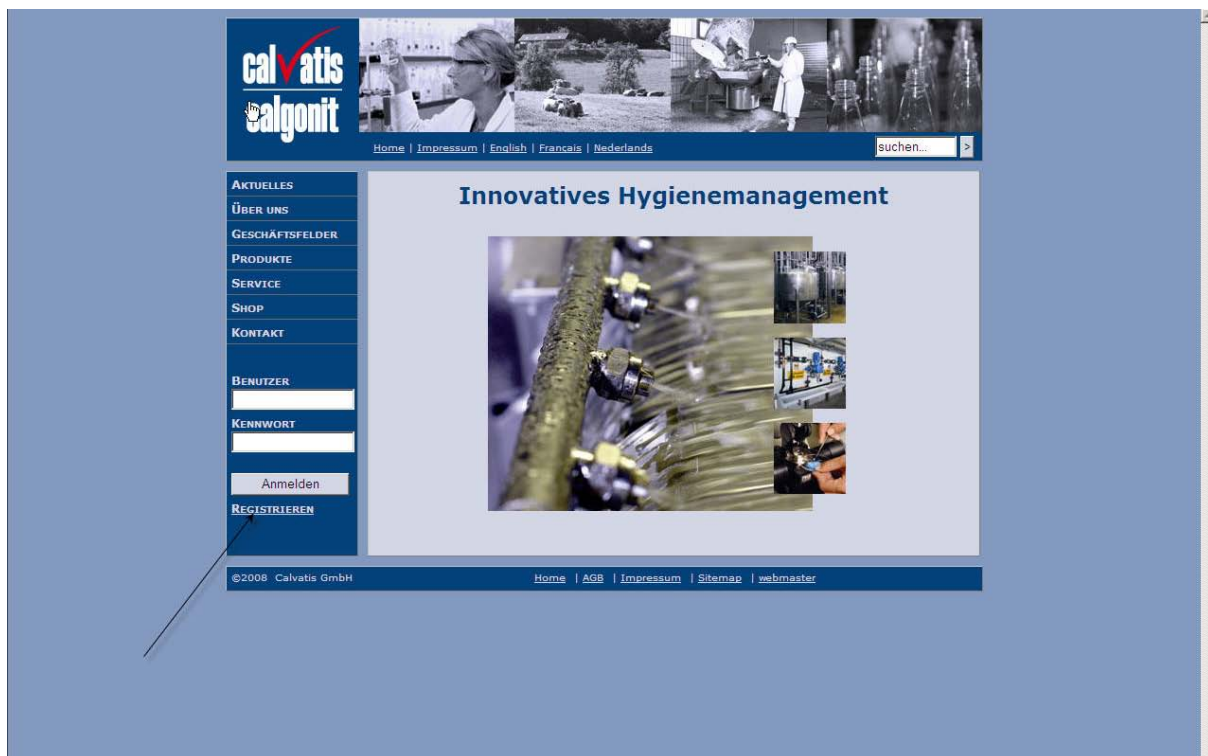 calvatis
calgonit
Home | Impressum | English | Francais | Nederlands
suchen... >
AKTUELLES
ÜBER UNS
GESCHÄFTSFELDER
PRODUKTE
SERVICE
SHOP
KONTAKT
BENUTZER
KENNWORT
Anmelden
REGISTRIEREN
Innovatives Hygienemanagement
©2008 Calvatis GmbH
Home | AGB | Impressum | Sitemap | webmaster